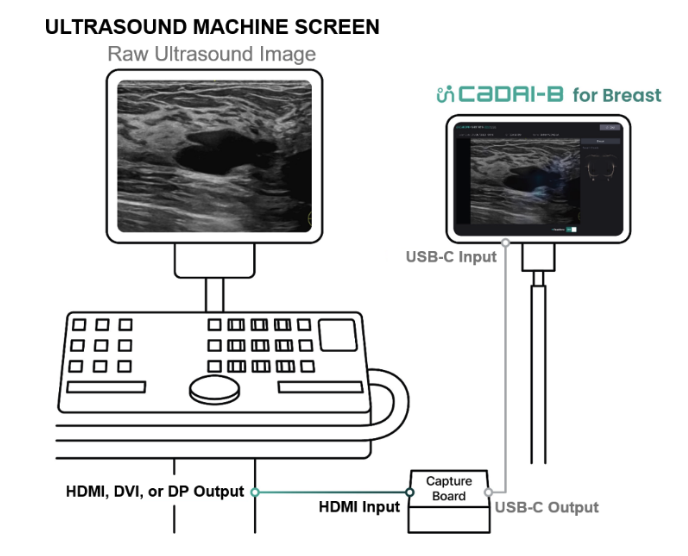 ULTRASOUND MACHINE SCREEN
Raw Ultrasound Image
CADAI-B for Breast
USB-C Input
HDMI, DVI, or DP Output
HDMI Input
Capture
Board
USB-C Output